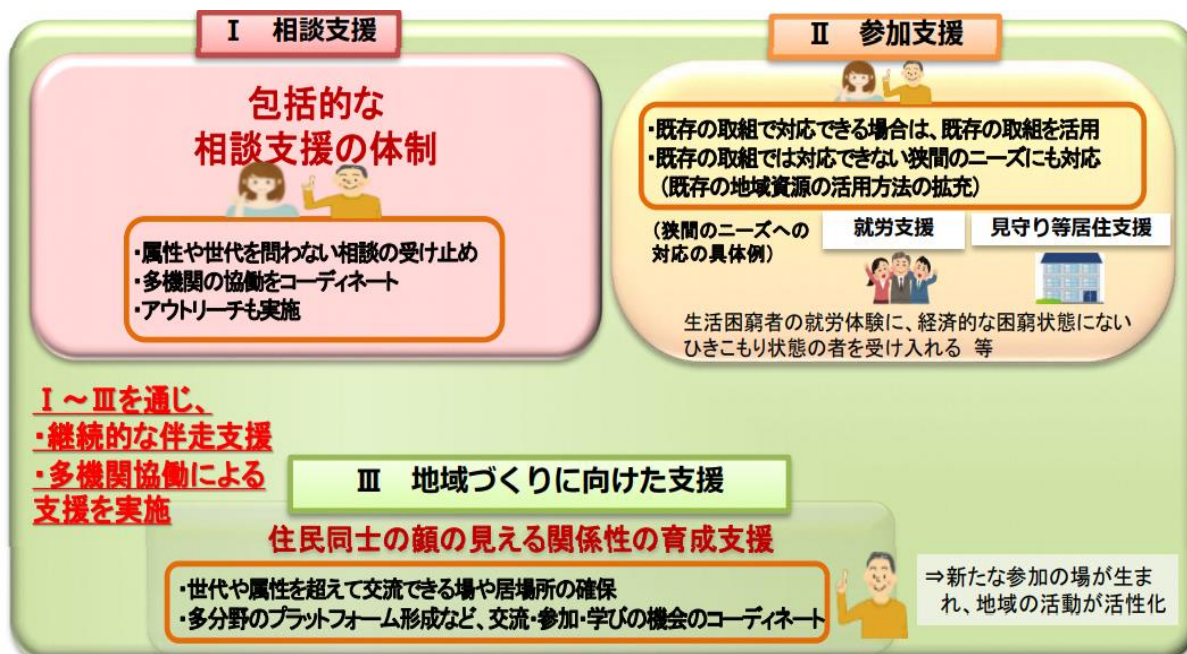 Ⅰ　相談支援
包括的な
相談支援の体制
・属性や世代を問わない相談の受け止め
・多機関の協働をコーディネート
・アウトリーチも実施
Ⅱ　参加支援
・既存の取組で対応できる場合は、既存の取組を活用
・既存の取組では対応できない狭間のニーズにも対応
（既存の地域資源の活用方法の拡充）
（狭間のニーズへの
対応の具体例）
就労支援
見守り等居住支援
生活困窮者の就労体験に、経済的な困窮状態にない
ひきこもり状態の者を受け入れる　等
Ⅰ～Ⅲを通じ、
・継続的な伴走支援
・多機関協働による
支援を実施
Ⅲ　地域づくりに向けた支援
住民同士の顔の見える関係性の育成支援
・世代や属性を超えて交流できる場や居場所の確保
・多分野のプラットフォーム形成など、交流・参加・学びの機会のコーディネート
⇒新たな参加の場が生ま
れ、地域の活動が活性化